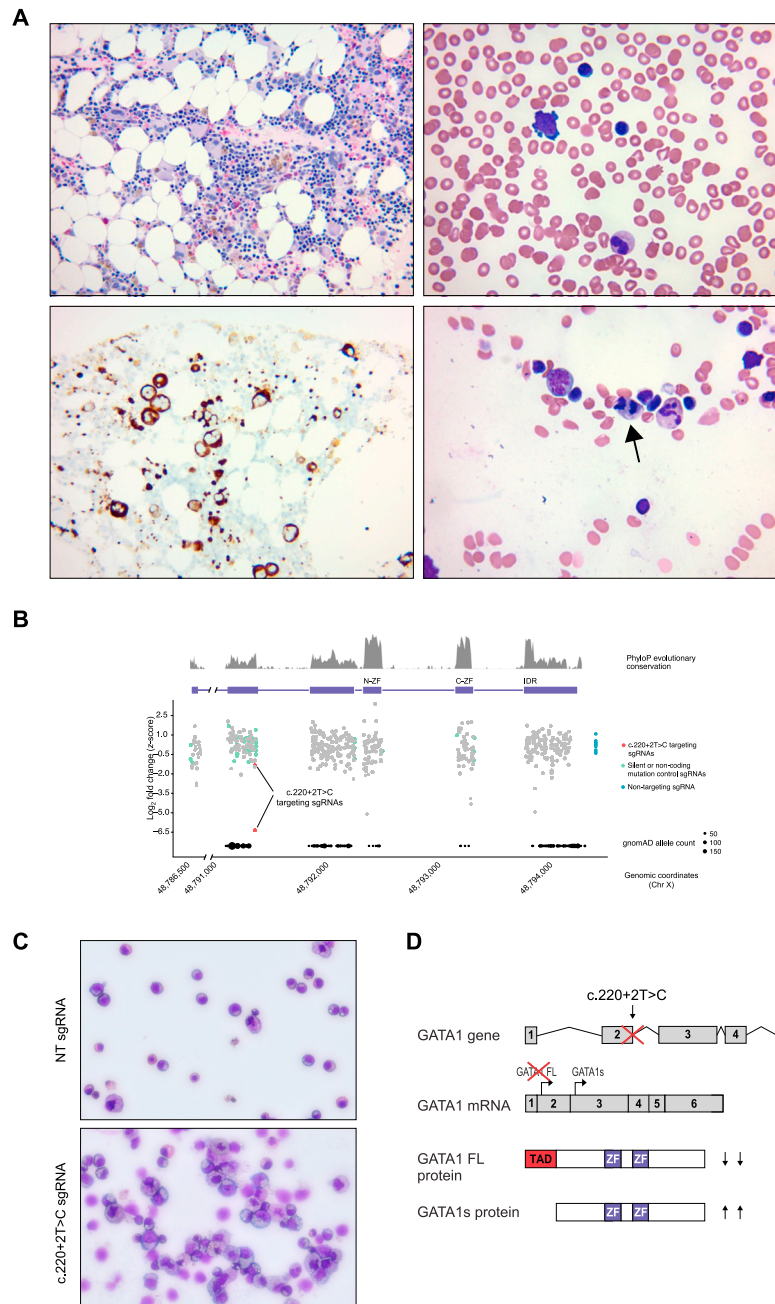 A
B
PhyloP evolutionary
conservation
N-ZF
C-ZF
IDR
Log2 fold change (z-score)
2.5
1.0
−0.5
−2.0
−3.5
−5.0
−6.5
c.220+2T>C
targeting sgRNAs
c.220+2T>C targeting
sgRNAs
Silent or non-coding
mutation control sgRNAs
Non-targeting sgRNA
gnomAD allele count
50
100
150
48,786,500
48,791,000
48,792,000
48,793,000
48,794,000
Genomic coordinates
(Chr X)
C
NT sgRNA
c.220+2T>C sgRNA
D
c.220+2T>C
GATA1 gene
1
2
3
4
GATA1 FL
GATA1s
GATA1 mRNA
1
2
3
4
5
6
GATA1 FL
protein
TAD
ZF
ZF
GATA1s protein
ZF
ZF